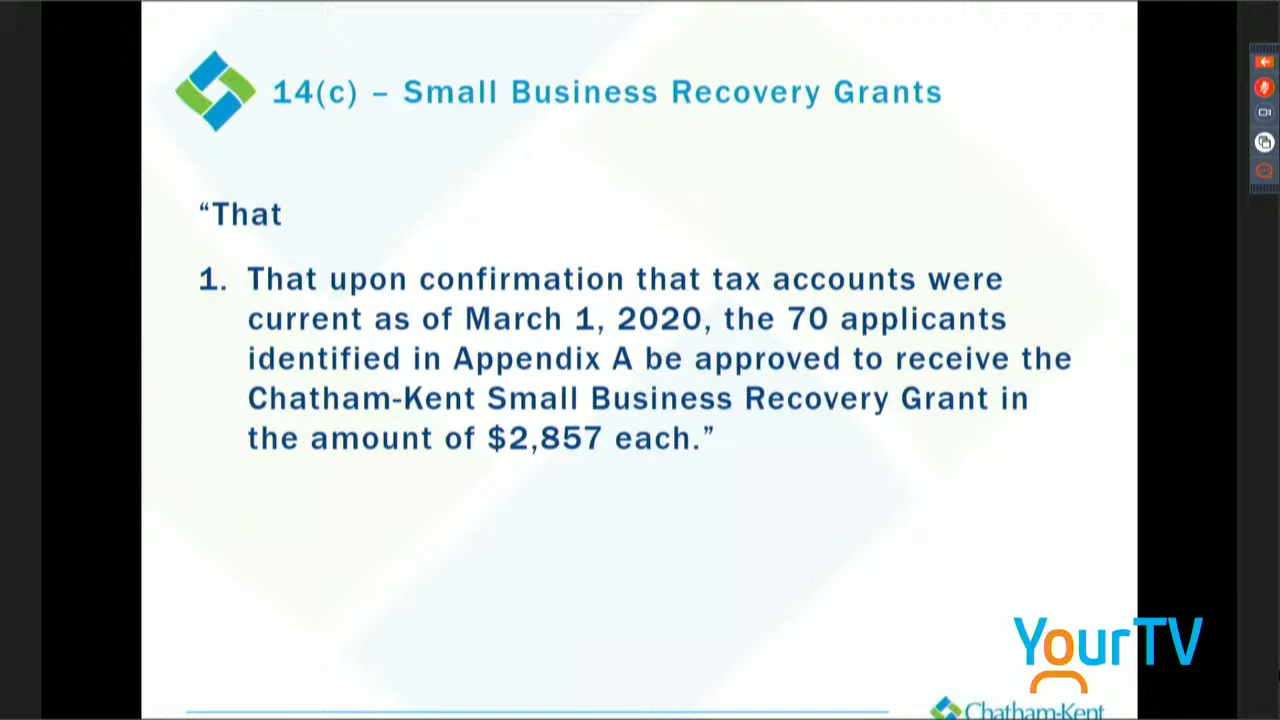 14(c) – Small Business Recovery Grants
“That
1. That upon confirmation that tax accounts were
current as of March 1, 2020, the 70 applicants
identified in Appendix A be approved to receive the
Chatham-Kent Small Business Recovery Grant in
the amount of $2,857 each.”
YourTV
Chatham-Kent